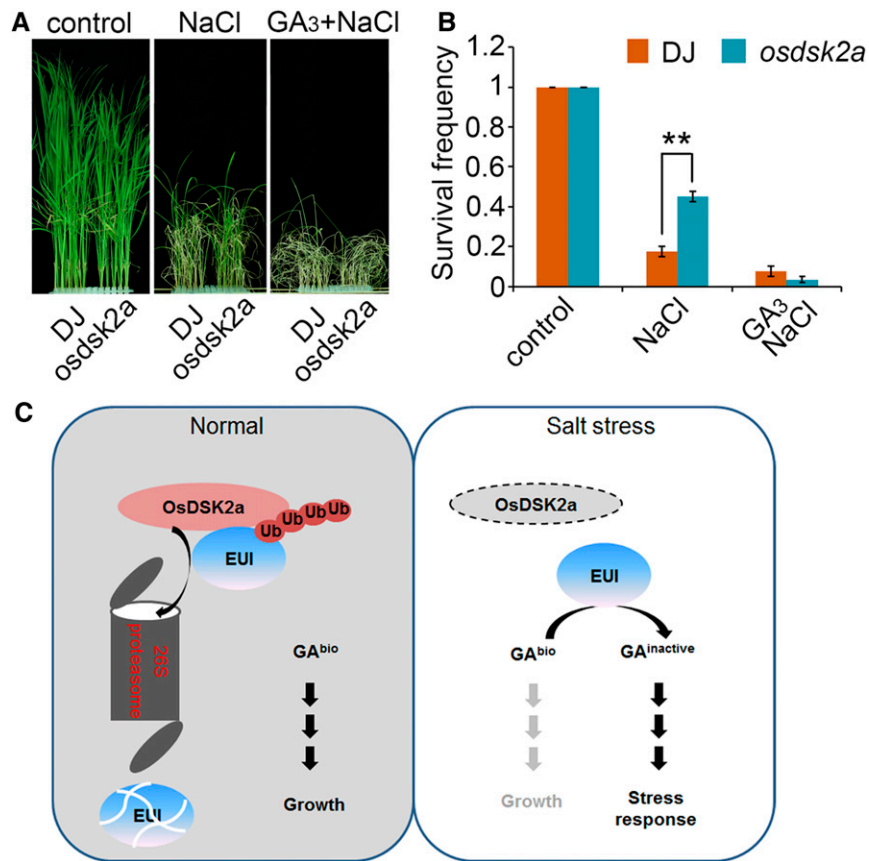 A
control
NaCl
GA3+NaCl
DJ
osdsk2a
DJ
osdsk2a
DJ
osdsk2a
B
DJ
osdsk2a
Survival frequency
1.2
1
0.8
0.6
0.4
0.2
0
**
control
NaCl
GA3
NaCl
C
Normal
OsDSK2a
Ub
Ub
Ub
Ub
EUI
26S
proteasome
GAbio
Growth
EUI
Salt stress
OsDSK2a
EUI
GAbio
GAinactive
Growth
Stress
response